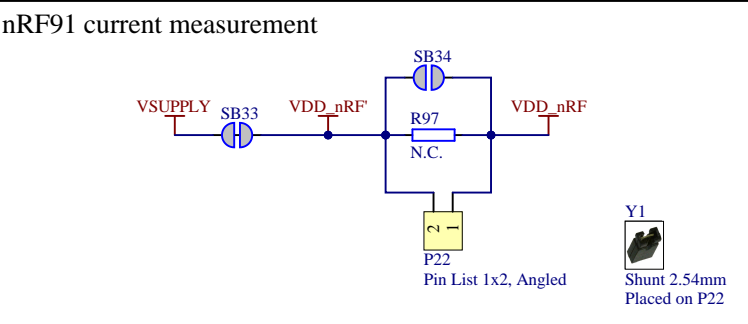 nRF91 current measurement
SB34
VSUPPLY
SB33
VDD_nRF'
R97
VDD_nRF
N.C.
2 1
P22
Pin List 1x2, Angled
Y1
Shunt 2.54mm
Placed on P22